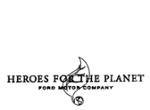 HEROES FOR THE PLANET
FORD MOTOR COMPANY